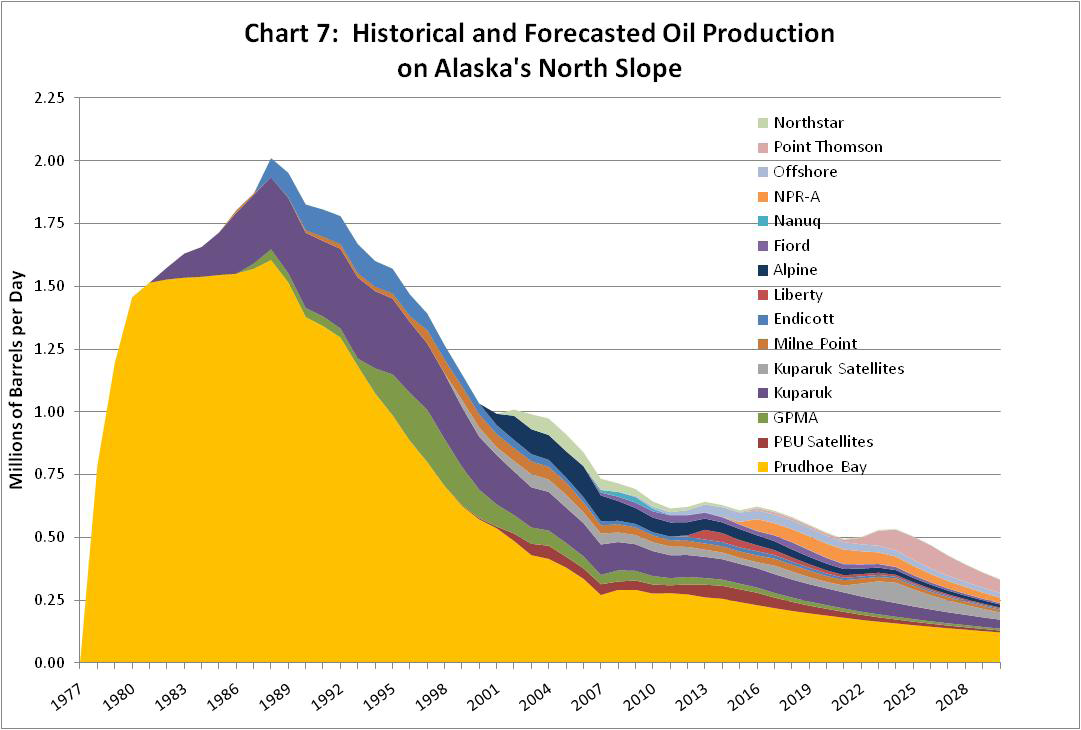 Chart 7:  Historical and Forecasted Oil Production
on Alaska's North Slope
Millions of Barrels per Day
2.25
2.00
1.75
1.50
1.25
1.00
0.75
0.50
0.25
0.00
Northstar
Point Thomson
Offshore
NPR-A
Nanuq
Fiord
Alpine
Liberty
Endicott
Milne Point
Kuparuk Satellites
Kuparuk
GPMA
PBU Satellites
Prudhoe Bay
1977 1980 1983 1986 1989 1992 1995 1998 2001 2004 2007 2010 2013 2016 2019 2022 2025 2028